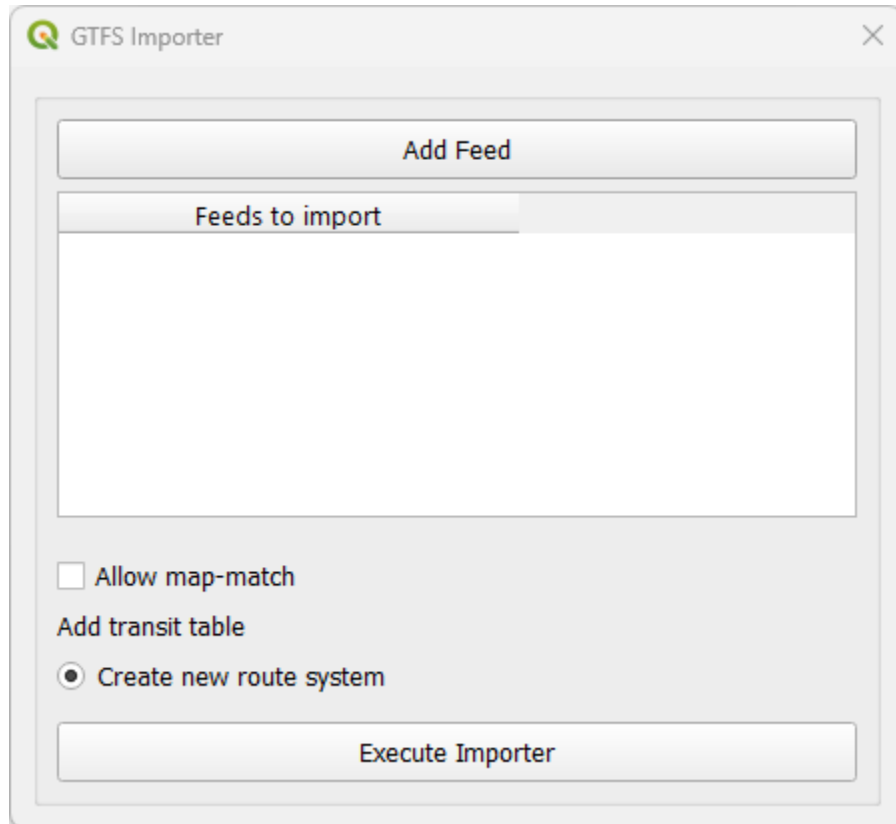 GTFS Importer
Add Feed
Feeds to import
Allow map-match
Add transit table
Create new route system
Execute Importer